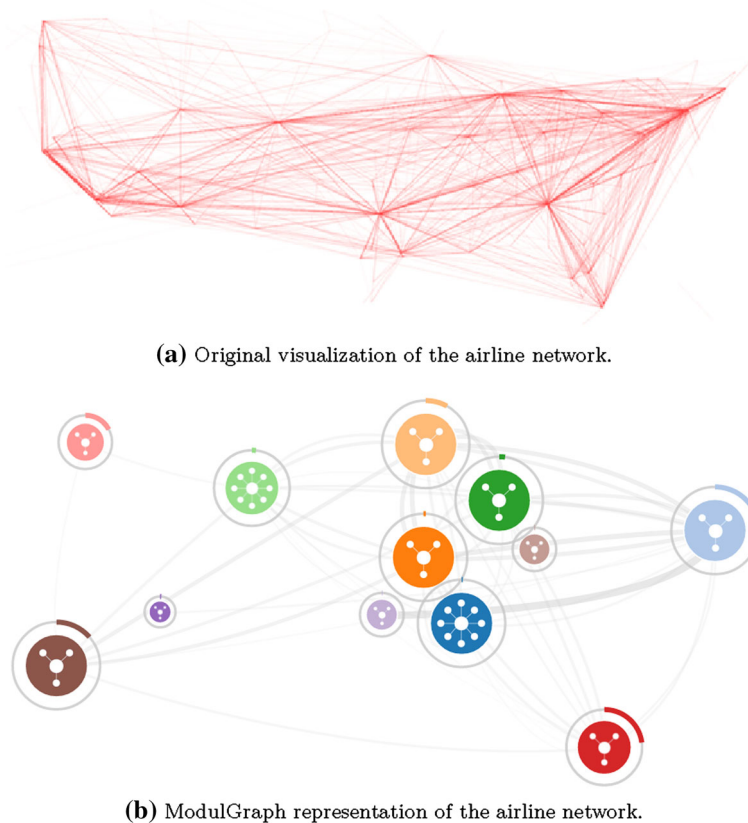 (a) Original visualization of the airline network.
(b) ModulGraph representation of the airline network.